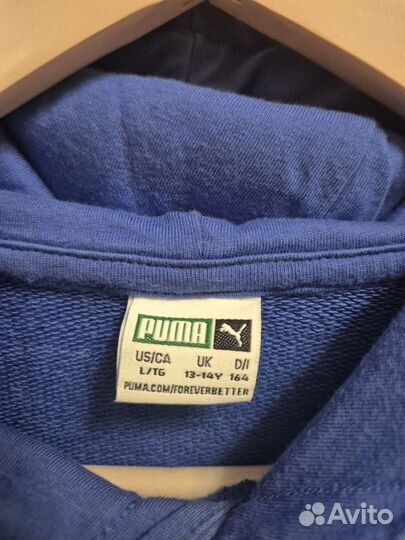 PUMA
US/CA UK D/I
L/TG 13-14Y 164
PUMA.COM/FOREVERBETTER
Avito